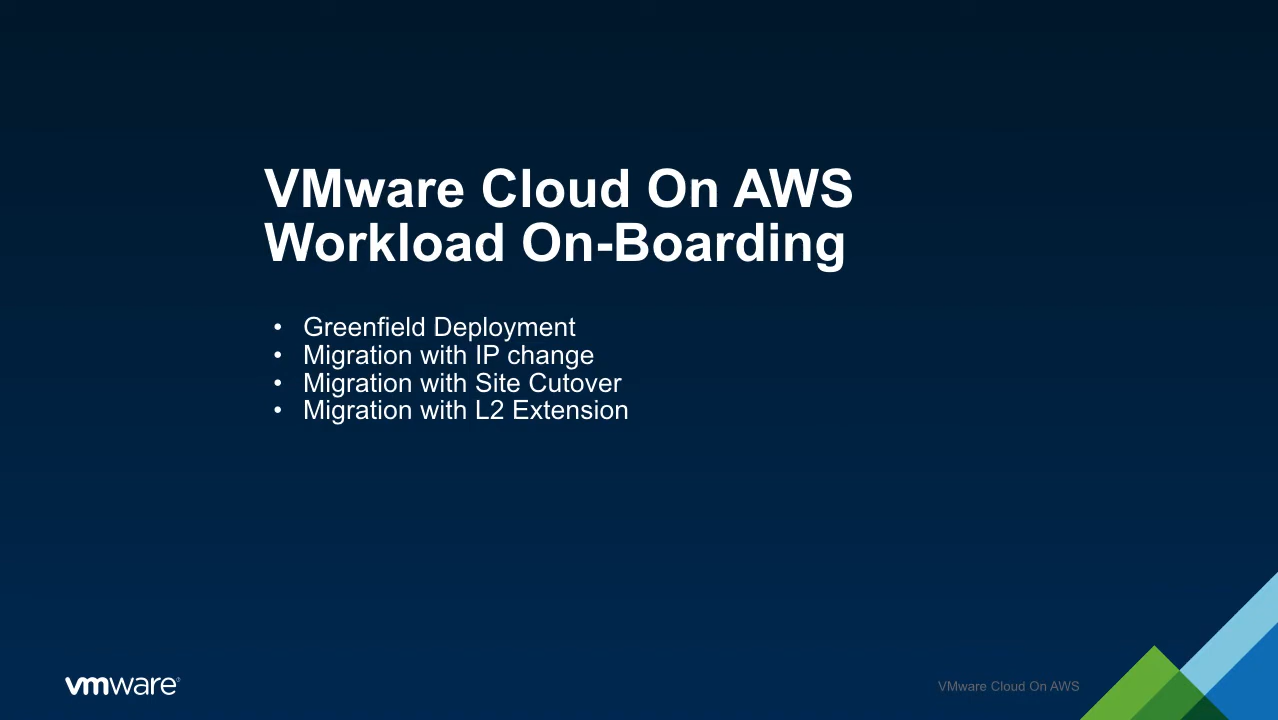 VMware Cloud On AWS
Workload On-Boarding
• Greenfield Deployment
• Migration with IP change
• Migration with Site Cutover
• Migration with L2 Extension
vmware®
VMware Cloud On AWS